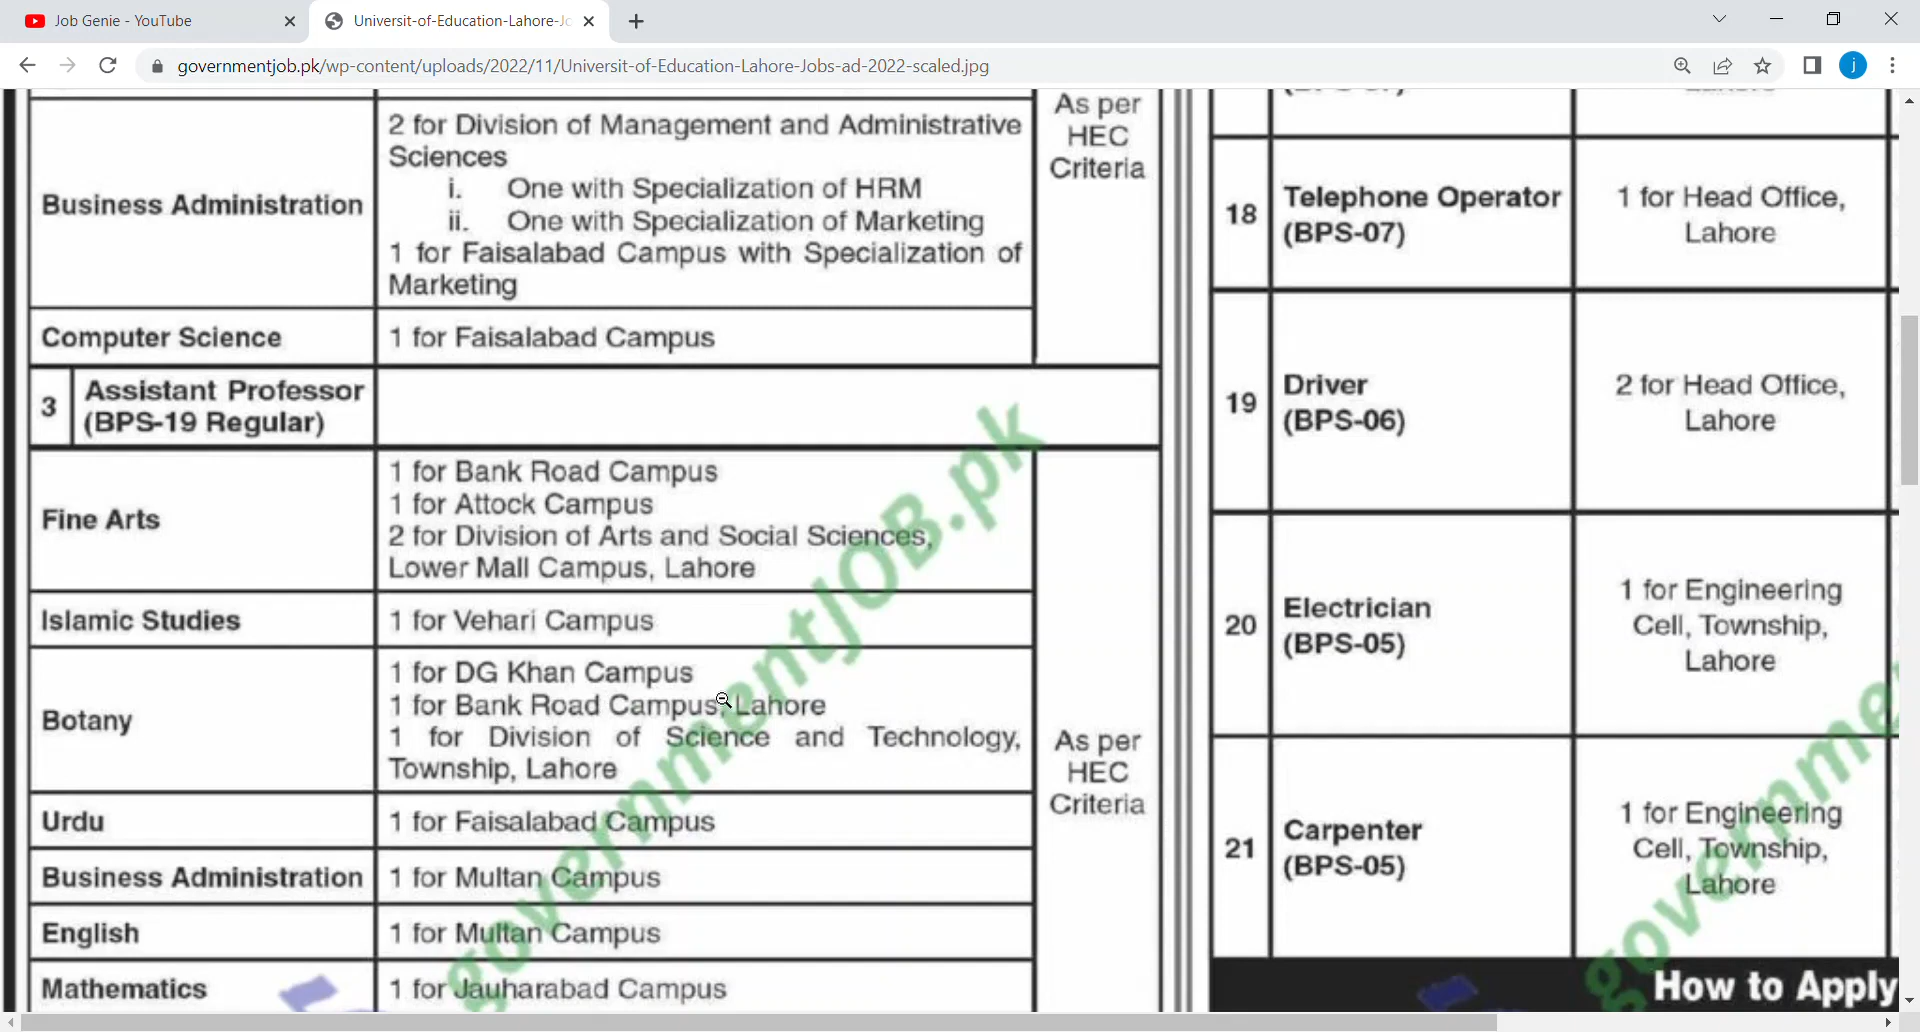 Job Genie - YouTube
Universit-of-Education-Lahore-Jo
governmentjob.pk/wp-content/uploads/2022/11/Universit-of-Education-Lahore-Jobs-ad-2022-scaled.jpg
j
As per
HEC
Criteria
Business Administration
2 for Division of Management and Administrative
Sciences
i. One with Specialization of HRM
ii. One with Specialization of Marketing
1 for Faisalabad Campus with Specialization of
Marketing
Computer Science
1 for Faisalabad Campus
3
Assistant Professor
(BPS-19 Regular)
Fine Arts
1 for Bank Road Campus
1 for Attock Campus
2 for Division of Arts and Social Sciences,
Lower Mall Campus, Lahore
Islamic Studies
1 for Vehari Campus
Botany
1 for DG Khan Campus
1 for Bank Road Campus, Lahore
1 for Division of Science and Technology,
Township, Lahore
As per
HEC
Criteria
Urdu
1 for Faisalabad Campus
Business Administration
1 for Multan Campus
English
1 for Multan Campus
Mathematics
1 for Jauharabad Campus
governmentJOB.pk
18
Telephone Operator
(BPS-07)
1 for Head Office,
Lahore
19
Driver
(BPS-06)
2 for Head Office,
Lahore
20
Electrician
(BPS-05)
1 for Engineering
Cell, Township,
Lahore
21
Carpenter
(BPS-05)
1 for Engineering
Cell, Township,
Lahore
How to Apply